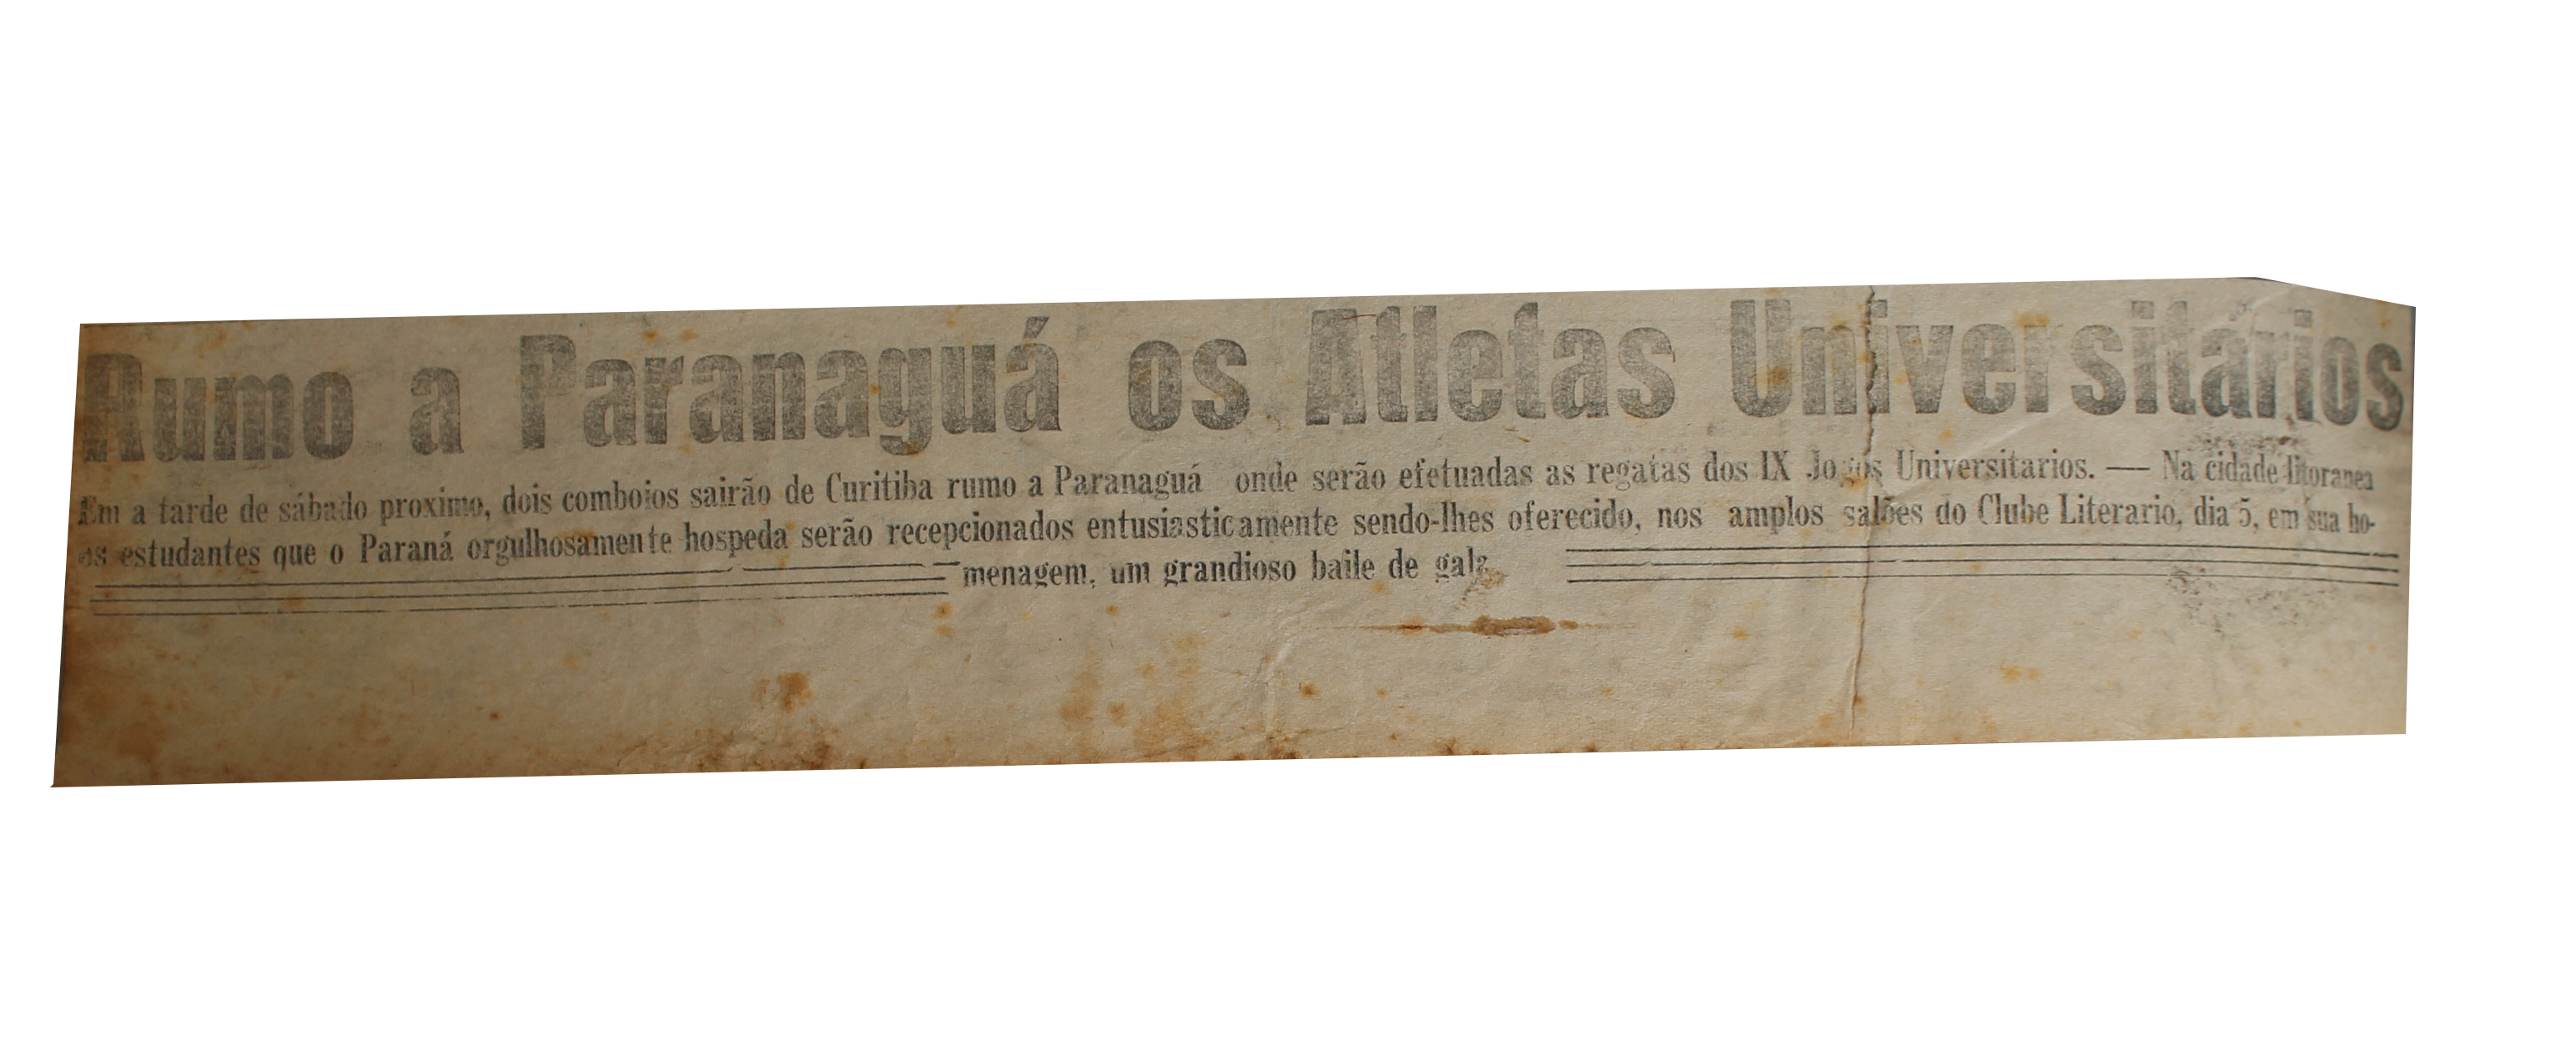 Rumo a Paranaguá os Atletas Universitarios
Em a tarde de sábado proximo, dois comboios sairão de Curitiba rumo a Paranaguá onde serão efetuadas as regatas dos IX Jogos Universitarios. — Na cidade litoranea
os estudantes que o Paraná orgulhosamente hospeda serão recepcionados entusiasticamente sendo-lhes oferecido, nos amplos salões do Clube Literario, dia 5, em sua ho-
menagem, um grandioso baile de gala